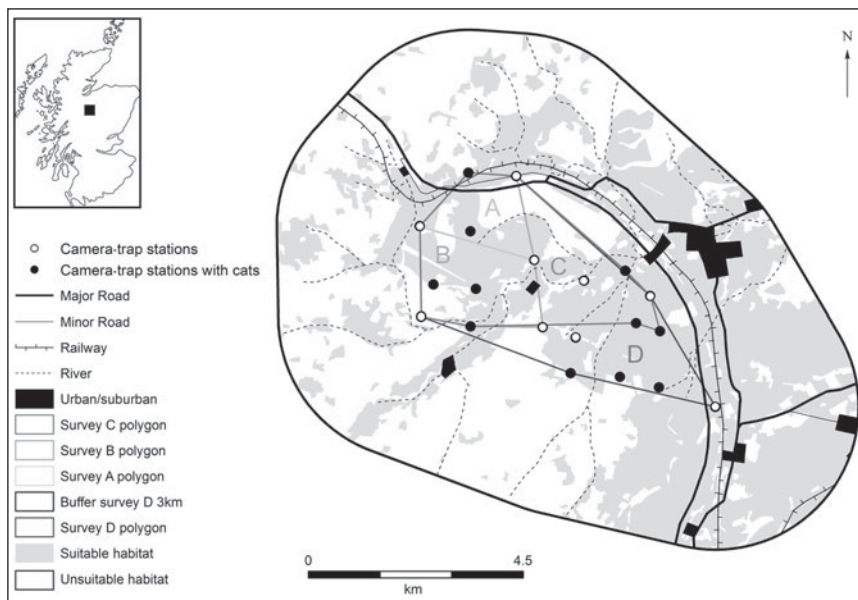 N
A
B
C
D
Camera-trap stations
Camera-trap stations with cats
Major Road
Minor Road
Railway
River
Urban/suburban
Survey C polygon
Survey B polygon
Survey A polygon
Buffer survey D 3km
Survey D polygon
Suitable habitat
Unsuitable habitat
0 4.5
km